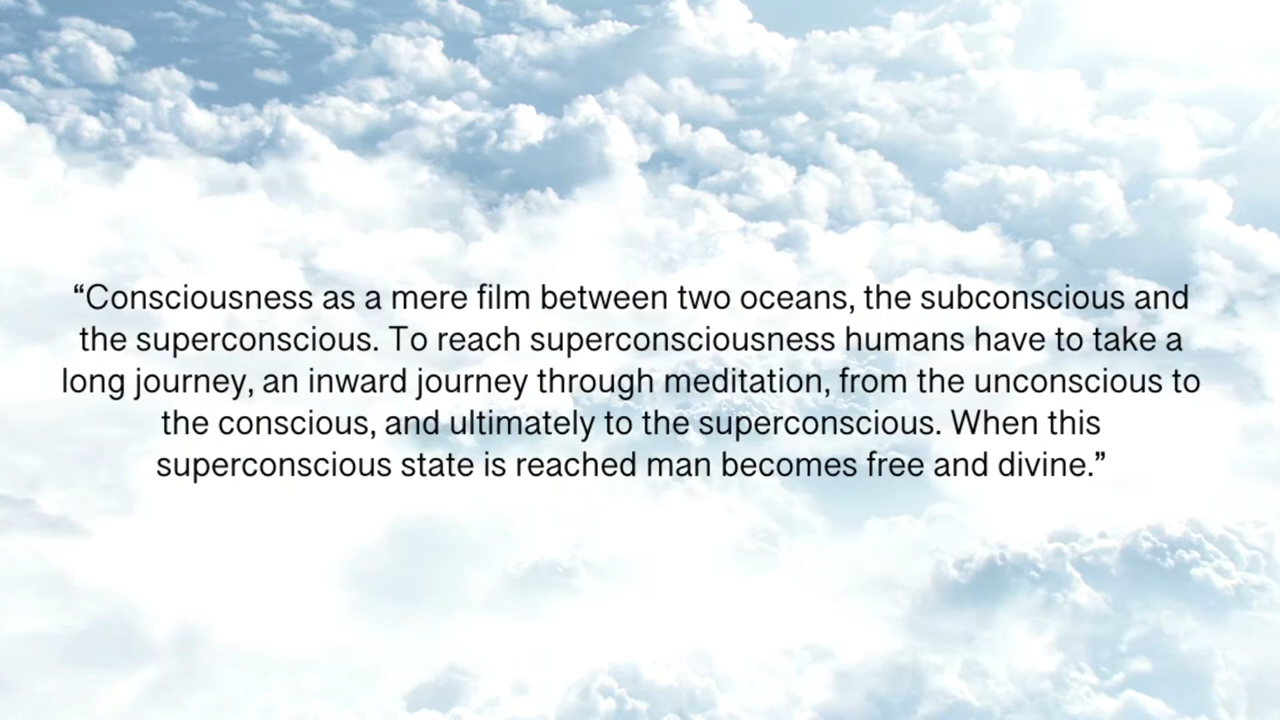 “Consciousness as a mere film between two oceans, the subconscious and
the superconscious. To reach superconsciousness humans have to take a
long journey, an inward journey through meditation, from the unconscious to
the conscious, and ultimately to the superconscious. When this
superconscious state is reached man becomes free and divine.”